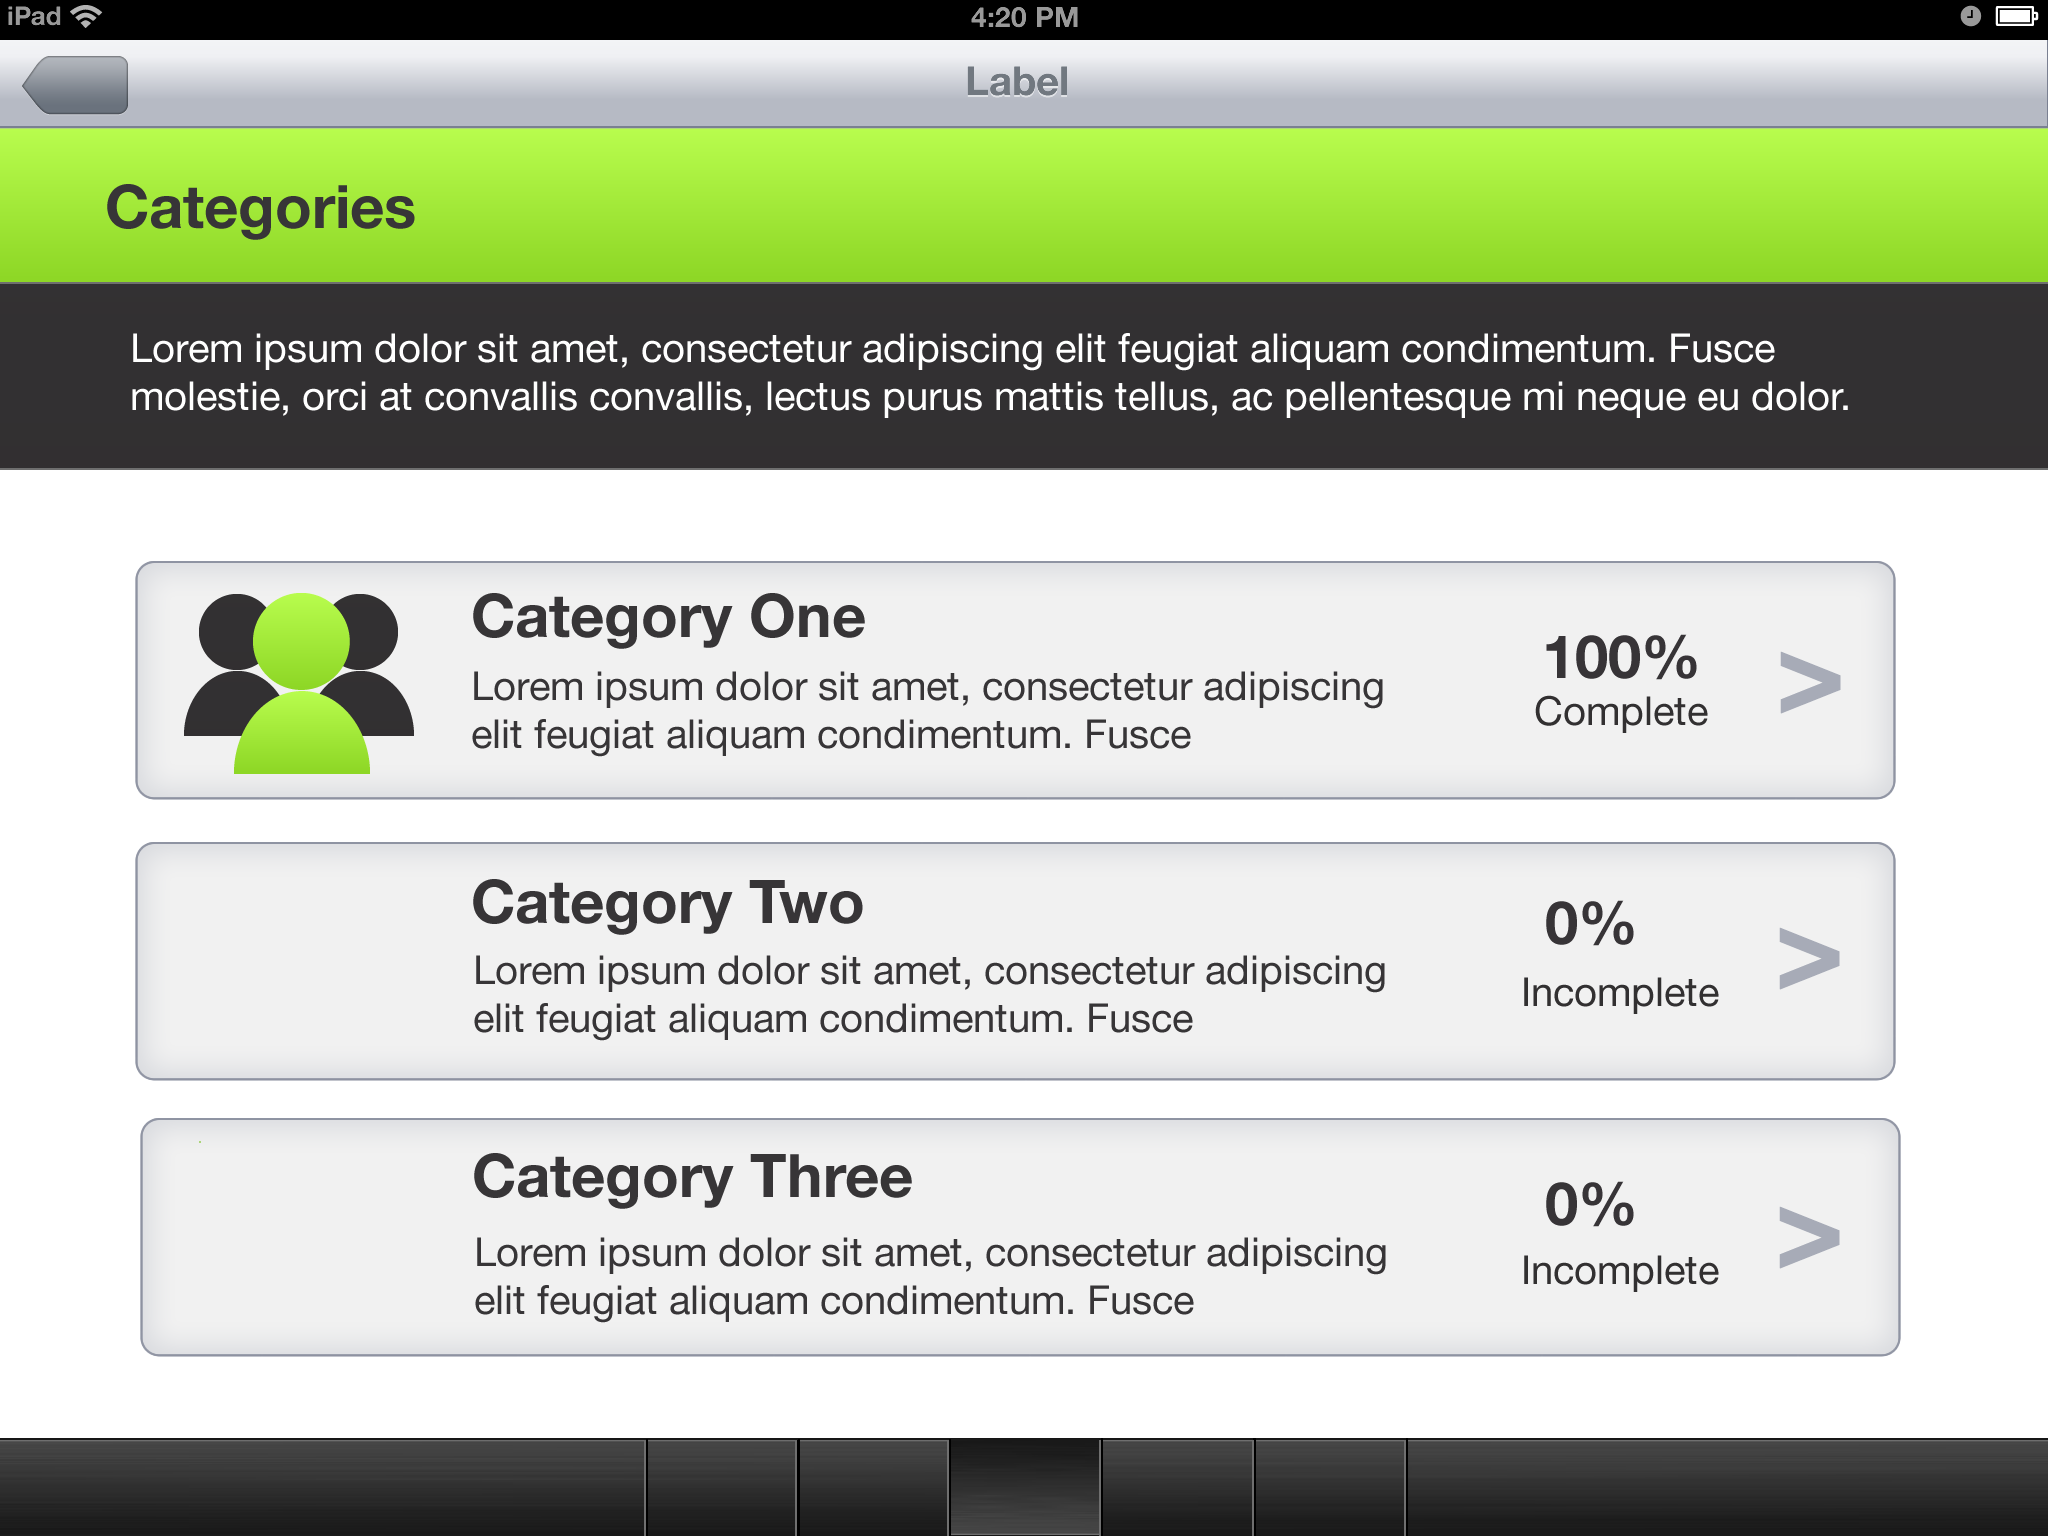 iPad
4:20 PM
Label
Categories
Lorem ipsum dolor sit amet, consectetur adipiscing elit feugiat aliquam condimentum. Fusce
molestie, orci at convallis convallis, lectus purus mattis tellus, ac pellentesque mi neque eu dolor.
Category One
Lorem ipsum dolor sit amet, consectetur adipiscing
elit feugiat aliquam condimentum. Fusce
100%
Complete
>
Category Two
Lorem ipsum dolor sit amet, consectetur adipiscing
elit feugiat aliquam condimentum. Fusce
0%
Incomplete
>
Category Three
Lorem ipsum dolor sit amet, consectetur adipiscing
elit feugiat aliquam condimentum. Fusce
0%
Incomplete
>